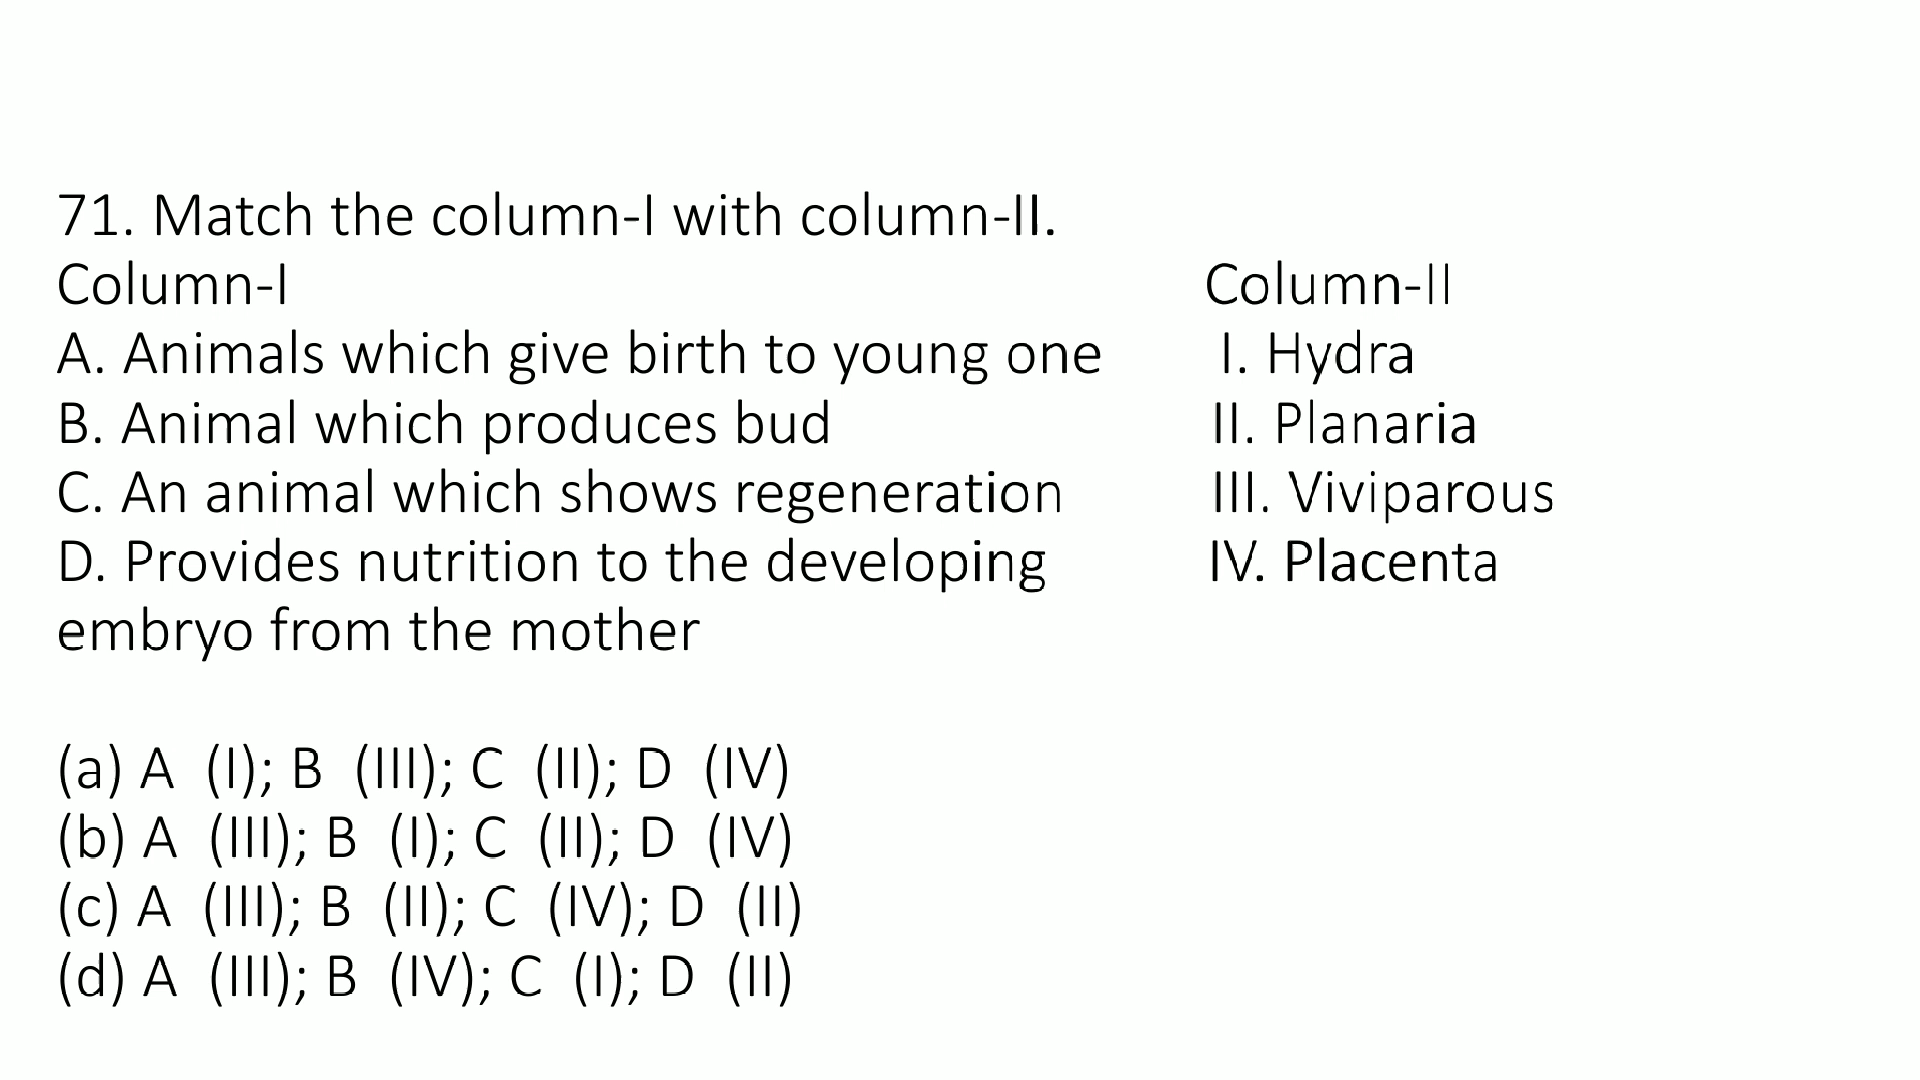 71. Match the column-I with column-II.
Column-I Column-II
A. Animals which give birth to young one I. Hydra
B. Animal which produces bud II. Planaria
C. An animal which shows regeneration III. Viviparous
D. Provides nutrition to the developing IV. Placenta
embryo from the mother
(a) A (I); B (III); C (II); D (IV)
(b) A (III); B (I); C (II); D (IV)
(c) A (III); B (II); C (IV); D (II)
(d) A (III); B (IV); C (I); D (II)